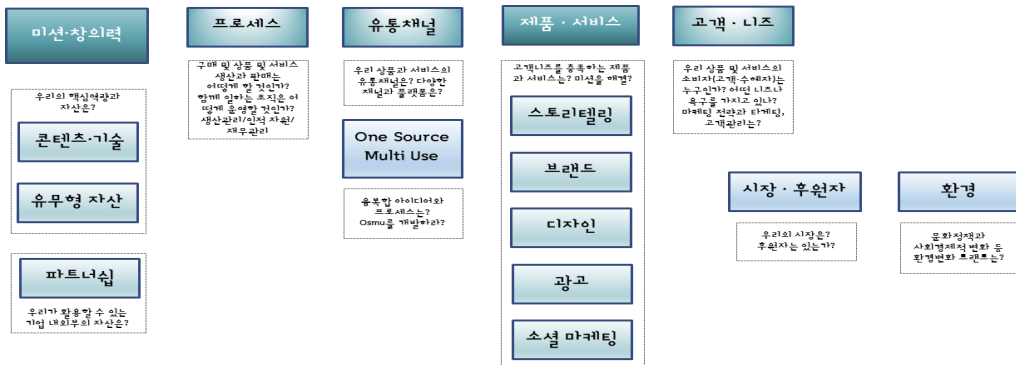 미션·창의력
우리의 핵심역량과
자산은?
콘텐츠·기술
유무형 자산
파트너쉽
우리가 활용할 수 있는
기업 내외부의 자산은?
프로세스
구매 및 상품 및 서비스
생산과 판매는
어떻게 할 것인가?
함께 일하는 조직은 어
떻게 운영할 것인가?
생산관리/인적 자원/
재무관리
유통채널
우리 상품과 서비스의
유통채널은? 다양한
채널과 플랫폼은?
One Source
Multi Use
융복합 아이디어와
프로세스는?
Osmu를 개발하라?
제품·서비스
고객니즈를 충족하는 제품
과 서비스는? 미션을 해결?
스토리텔링
브랜드
디자인
광고
소셜 마케팅
고객·니즈
우리 상품 및 서비스의
소비자(고객·수혜자)는
누구인가? 어떤 니즈나
욕구를 가지고 있나?
마케팅 전략과 타게팅,
고객관리는?
시장·후원자
우리의 시장은?
후원자는 있는가?
환경
문화정책과
사회경제적 변화 등
환경변화 트랜트는?